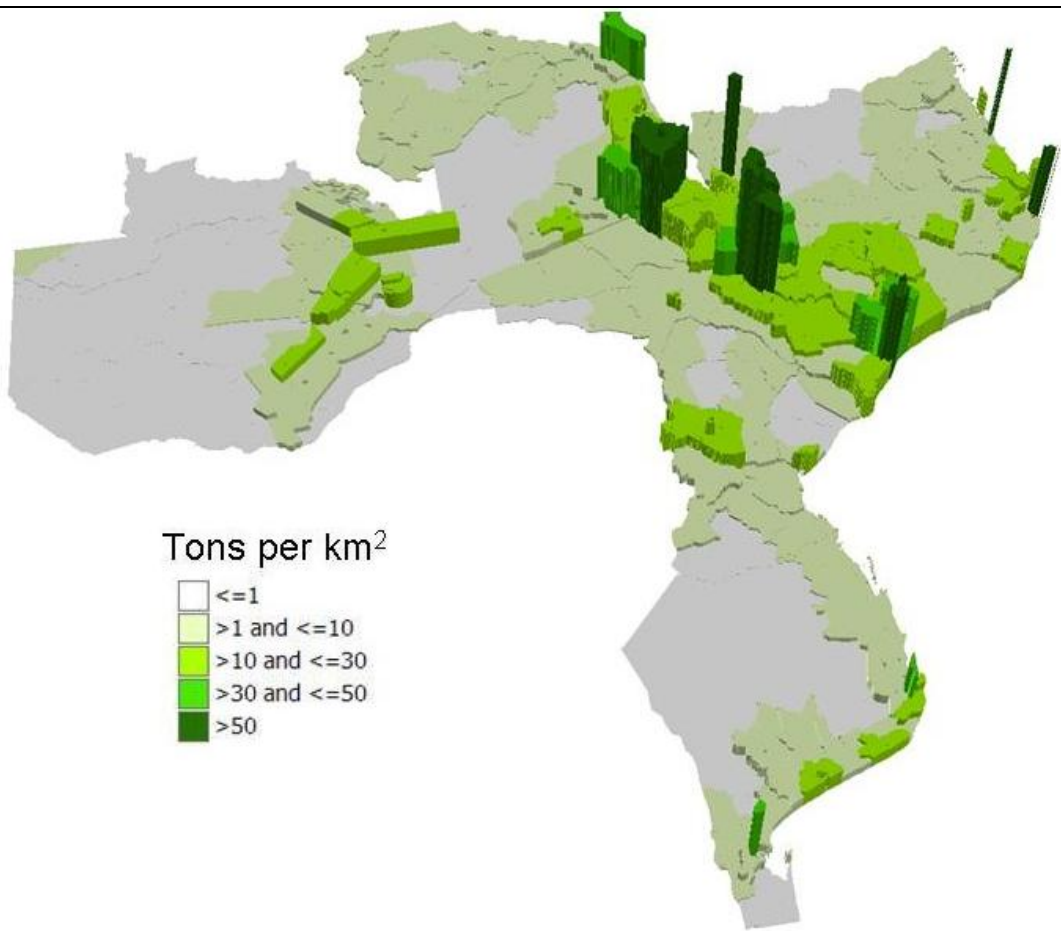 Tons per km²
<=1
>1 and <=10
>10 and <=30
>30 and <=50
>50